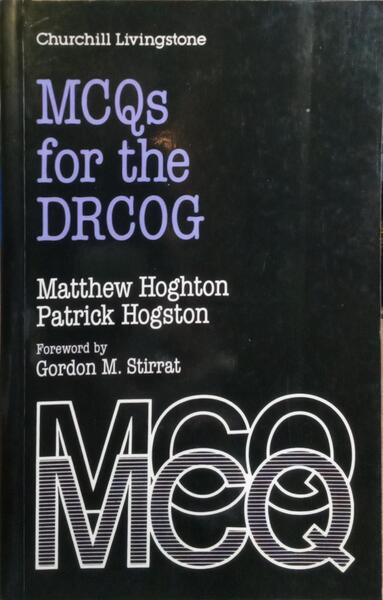 Churchill Livingstone
MCQs
for the
DRCOG
Matthew Hoghton
Patrick Hogston
Foreword by
Gordon M. Stirrat
MCQ
MCQ